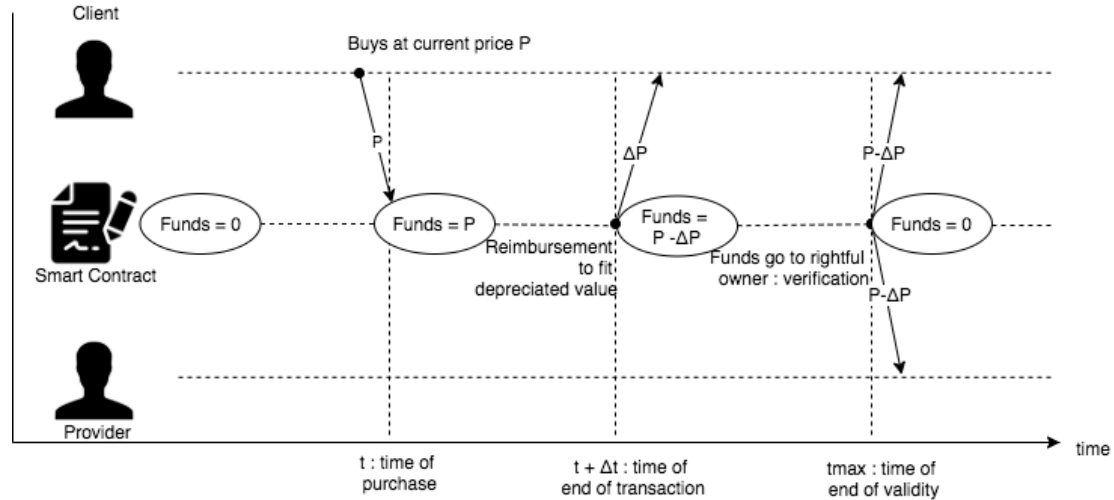 Client
Buys at current price P
P
ΔP
P-ΔP
Funds = 0
Funds = P
Funds =
P -ΔP
Funds = 0
Reimbursement
to fit
depreciated value
Funds go to rightful
owner : verification
Smart Contract
P-ΔP
Provider
time
t : time of
purchase
t + Δt : time of
end of transaction
tmax : time of
end of validity